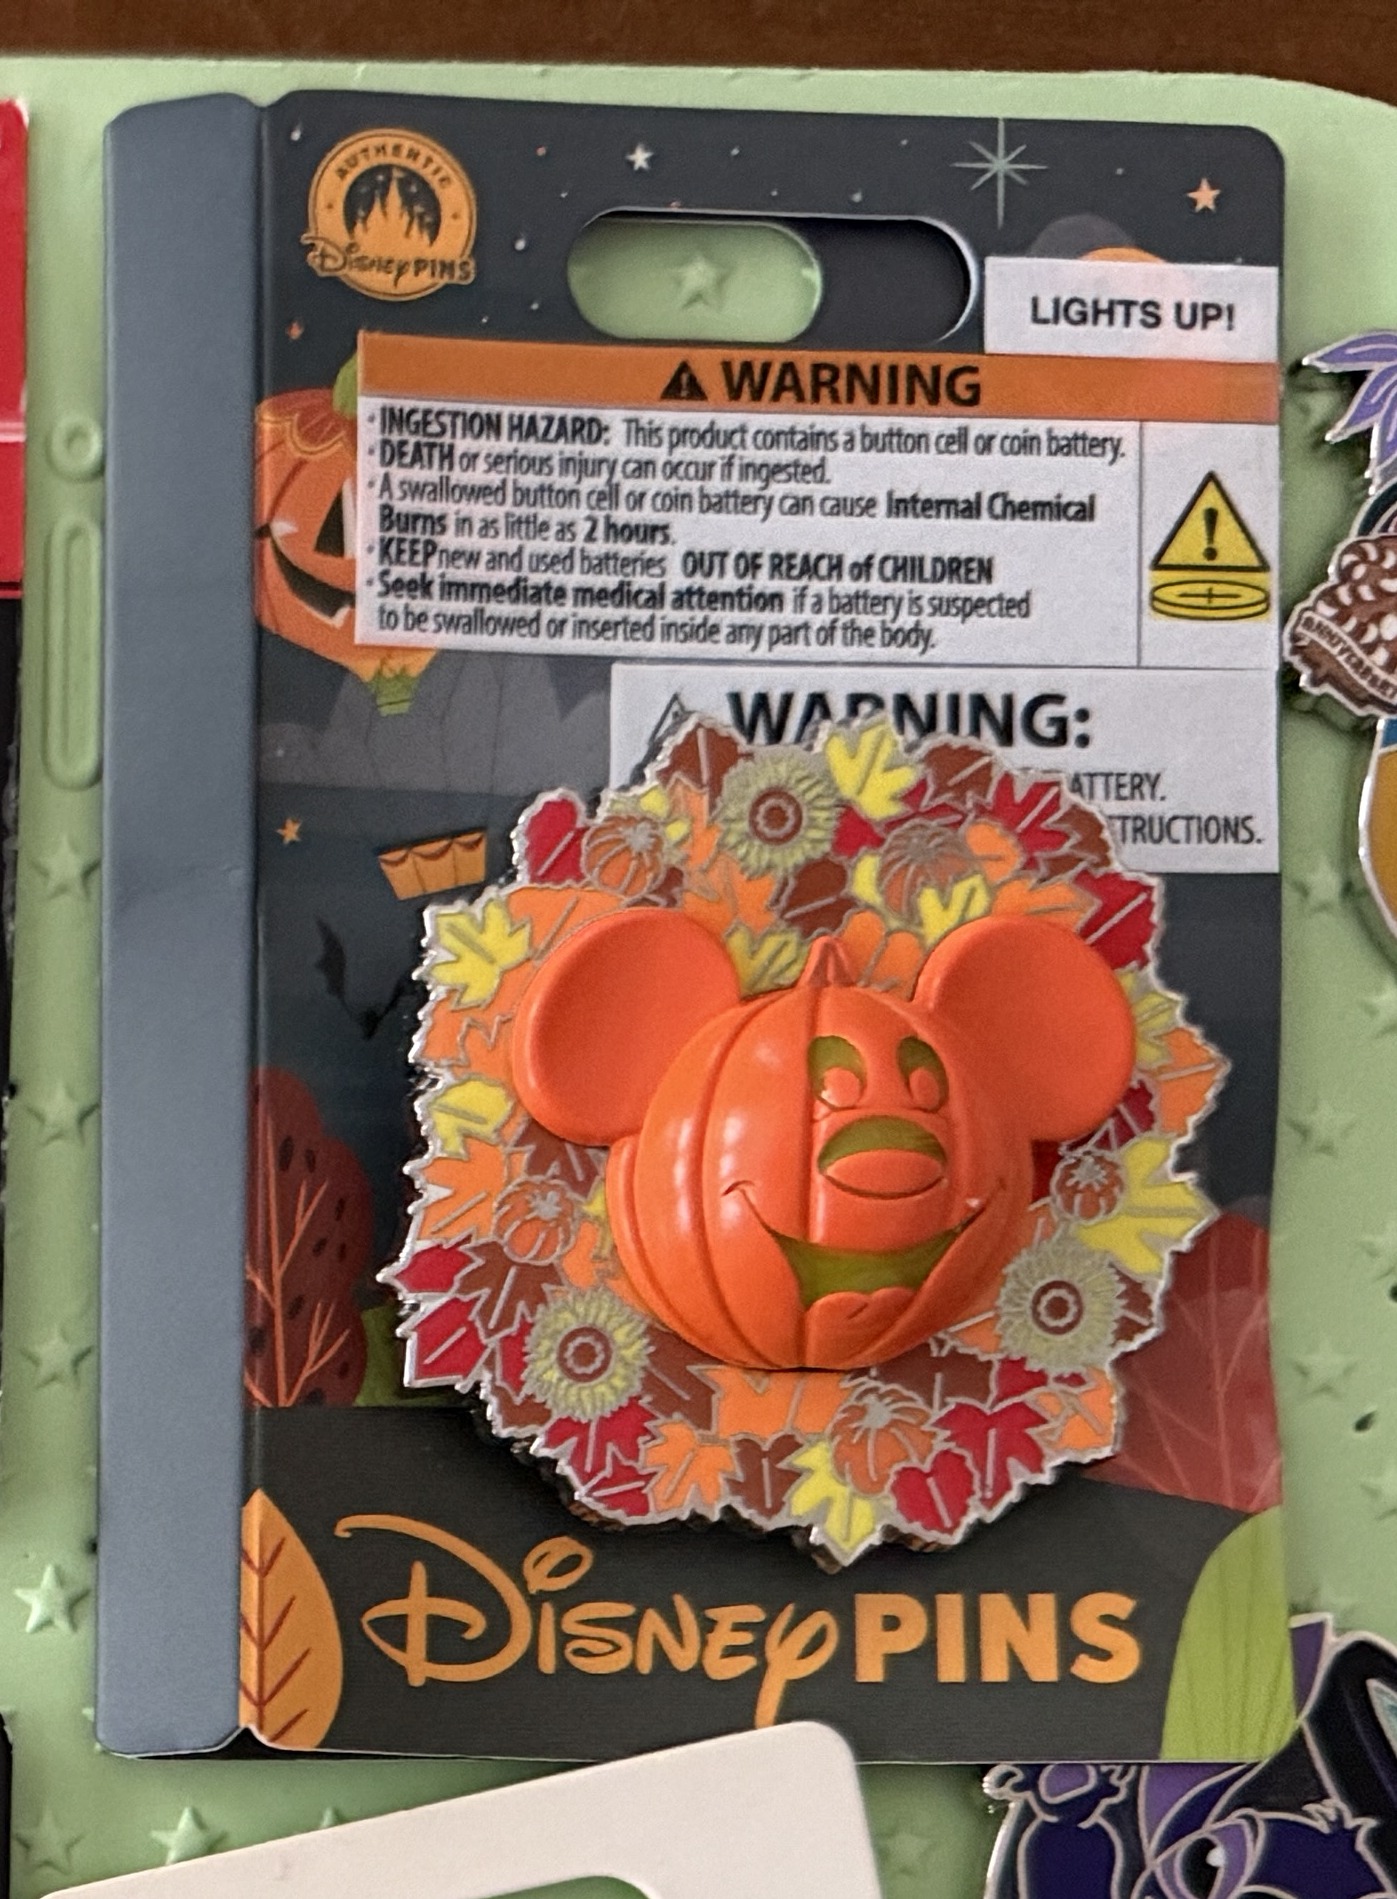 AUTHENTIC
Disney PINS
LIGHTS UP!
WARNING
· INGESTION HAZARD: This product contains a button cell or coin battery.
· DEATH or serious injury can occur if ingested.
· A swallowed button cell or coin battery can cause Internal Chemical
Burns in as little as 2 hours.
· KEEP new and used batteries OUT OF REACH of CHILDREN
· Seek immediate medical attention if a battery is suspected
to be swallowed or inserted inside any part of the body.
WARNING:
BATTERY.
TRUCTIONS.
Disney PINS